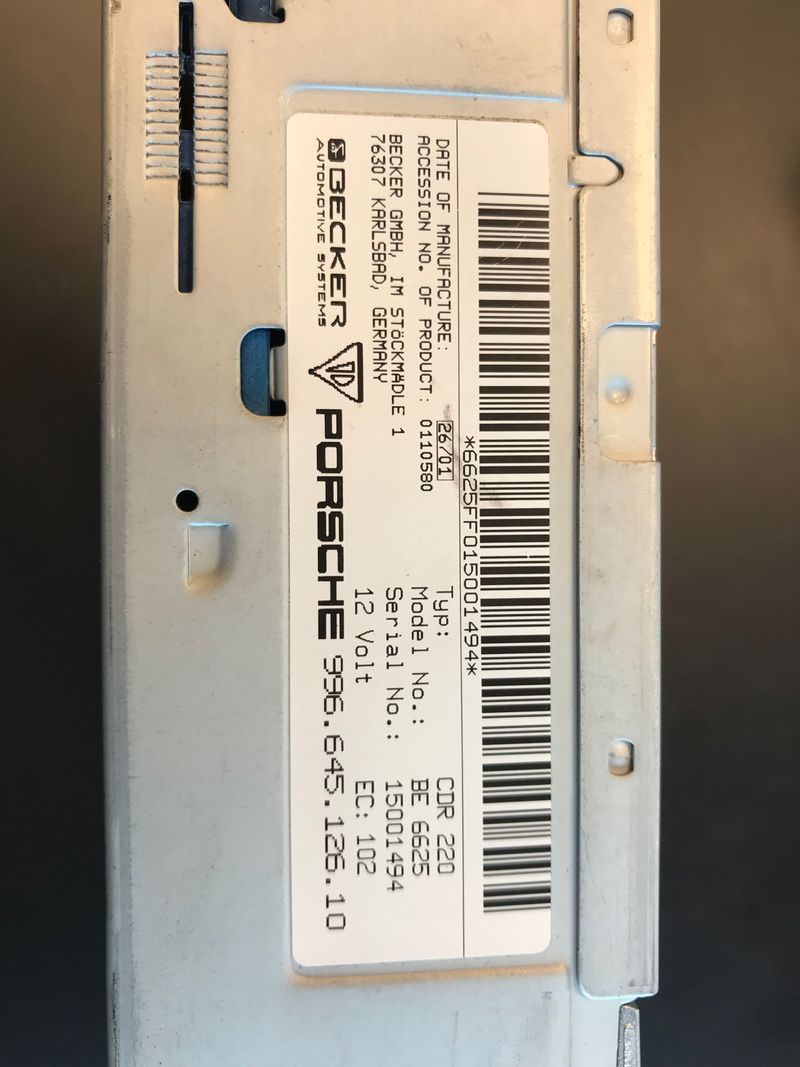 *6625FF015001494*
DATE OF MANUFACTURE: 26/01
ACCESSION NO. OF PRODUCT: 0110580
BECKER GMBH, IM STÖCKMÄDLE 1
76307 KARLSBAD, GERMANY
Typ: CDR 220
Model No.: BE 6625
Serial No.: 15001494
12 Volt EC: 102
BECKER
AUTOMOTIVE SYSTEMS
PORSCHE 996.645.126.10